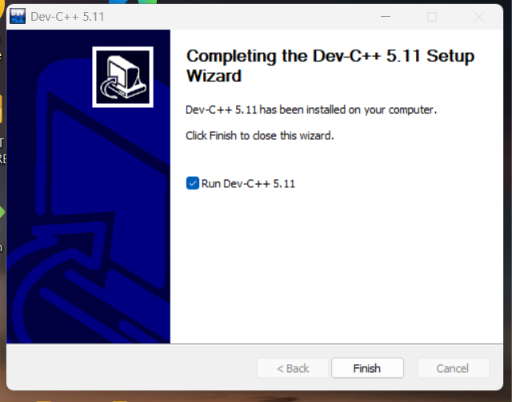 Dev-C++ 5.11
Completing the Dev-C++ 5.11 Setup
Wizard
Dev-C++ 5.11 has been installed on your computer.
Click Finish to close this wizard.
Run Dev-C++ 5.11
< Back
Finish
Cancel